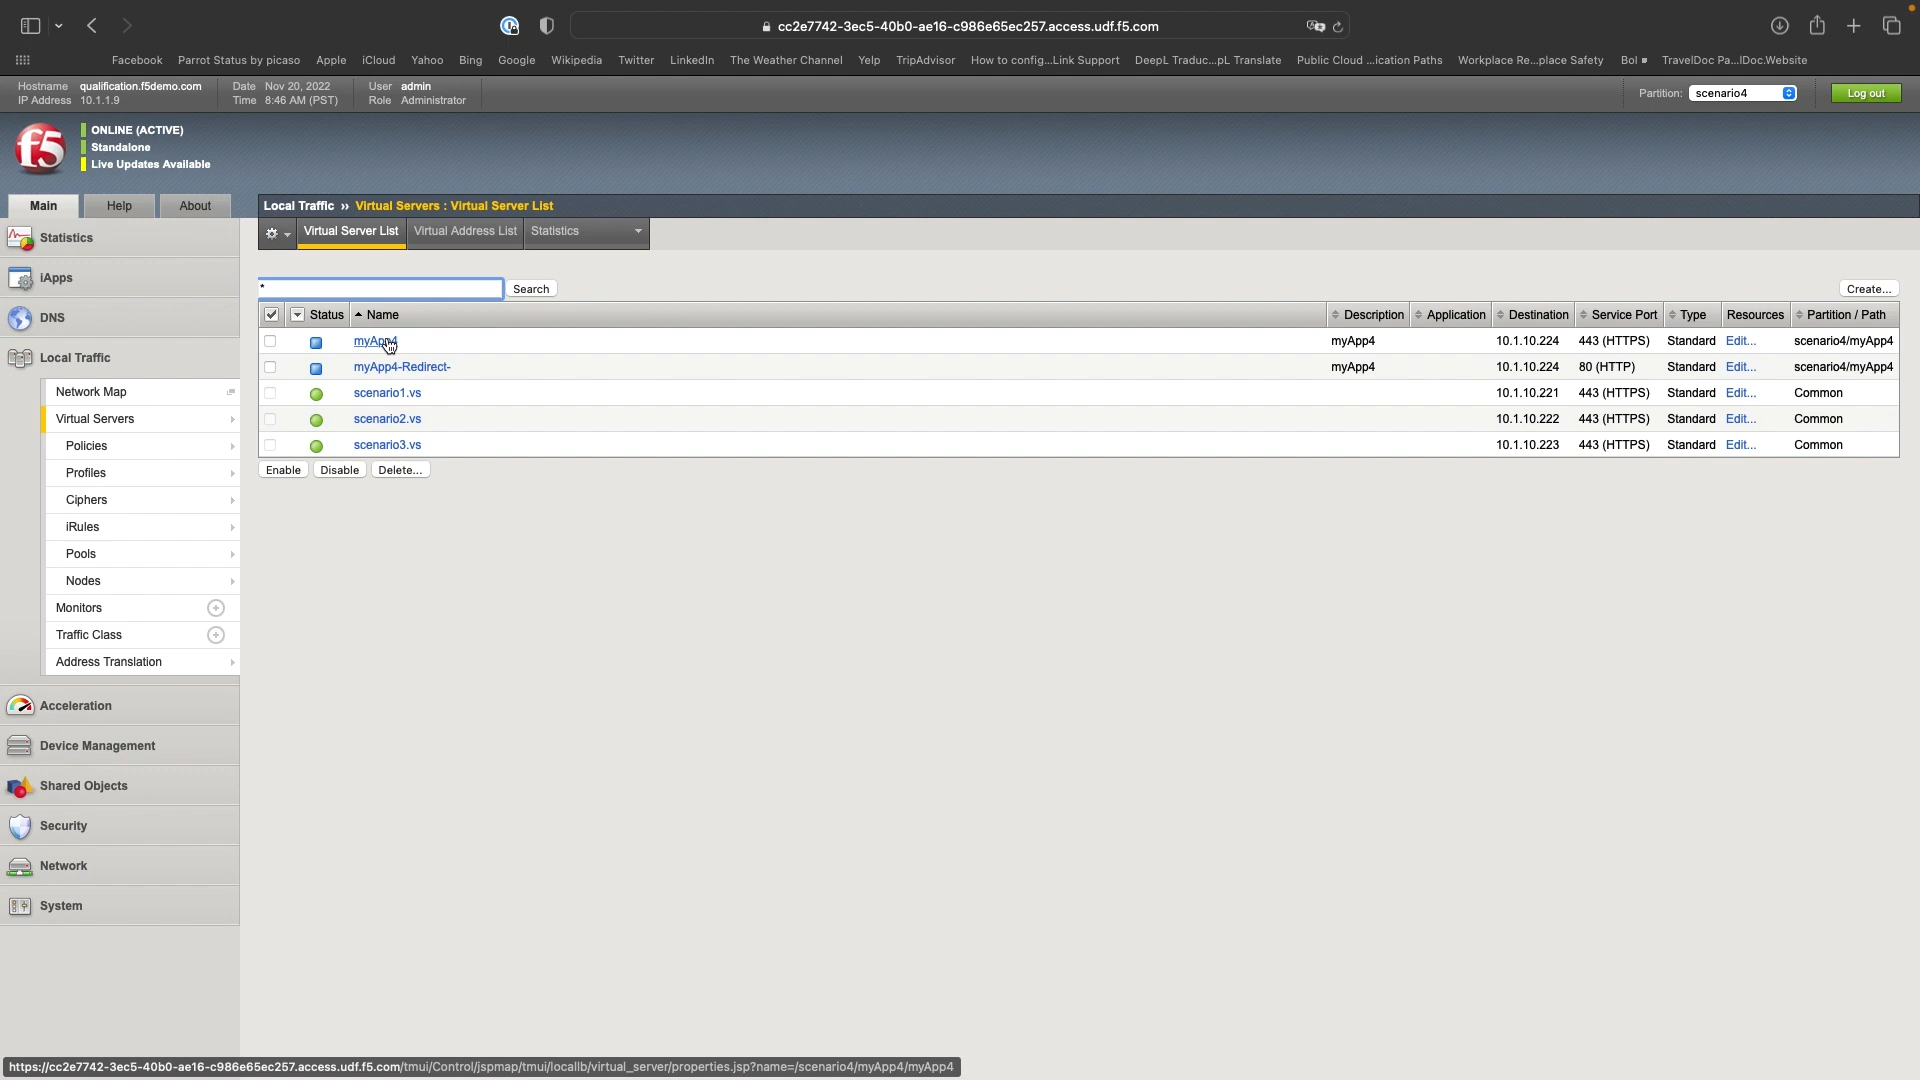 cc2e7742-3ec5-40b0-ae16-c986e65ec257.access.udf.f5.com
Facebook Parrot Status by picaso Apple iCloud Yahoo Bing Google Wikipedia Twitter LinkedIn The Weather Channel Yelp TripAdvisor How to config...Link Support DeepL Traduc...pL Translate Public Cloud ...ication Paths Workplace Re...place Safety Bol TravelDoc Pa...lDoc.Website
Hostname qualification.f5demo.com Date Nov 20, 2022 User admin
IP Address 10.1.1.9 Time 8:46 AM (PST) Role Administrator
Partition: scenario4 Log out
f5
ONLINE (ACTIVE)
Standalone
Live Updates Available
Main Help About
Local Traffic ›› Virtual Servers : Virtual Server List
Virtual Server List Virtual Address List Statistics
Statistics
iApps
DNS
Local Traffic
Network Map
Virtual Servers
Policies
Profiles
Ciphers
iRules
Pools
Nodes
Monitors
Traffic Class
Address Translation
Acceleration
Device Management
Shared Objects
Security
Network
System
* Search Create...
Status Name Description Application Destination Service Port Type Resources Partition / Path
myApp4 myApp4 10.1.10.224 443 (HTTPS) Standard Edit... scenario4/myApp4
myApp4-Redirect- myApp4 10.1.10.224 80 (HTTP) Standard Edit... scenario4/myApp4
scenario1.vs 10.1.10.221 443 (HTTPS) Standard Edit... Common
scenario2.vs 10.1.10.222 443 (HTTPS) Standard Edit... Common
scenario3.vs 10.1.10.223 443 (HTTPS) Standard Edit... Common
Enable Disable Delete...
https://cc2e7742-3ec5-40b0-ae16-c986e65ec257.access.udf.f5.com/tmui/Control/jspmap/tmui/locallb/virtual_server/properties.jsp?name=/scenario4/myApp4/myApp4